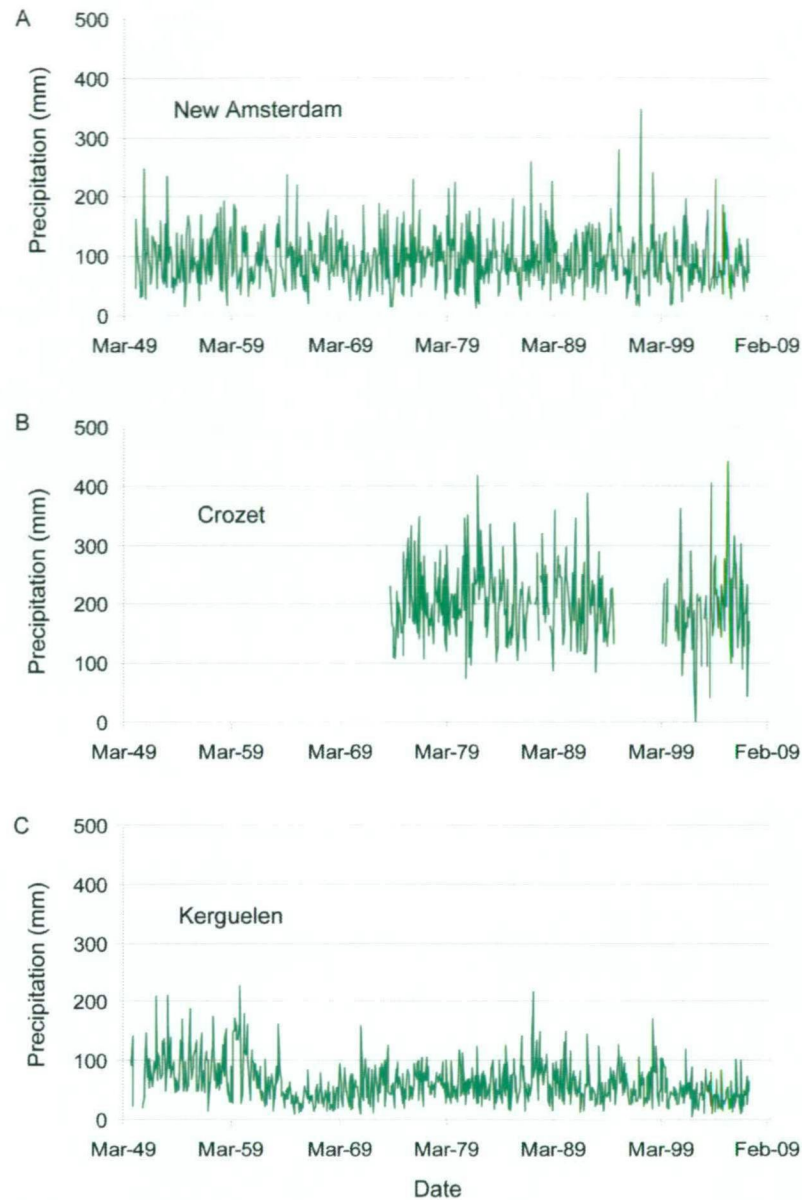 A
Precipitation (mm)
500
400
300
200
100
0
New Amsterdam
Mar-49 Mar-59 Mar-69 Mar-79 Mar-89 Mar-99 Feb-09
B
Precipitation (mm)
500
400
300
200
100
0
Crozet
Mar-49 Mar-59 Mar-69 Mar-79 Mar-89 Mar-99 Feb-09
C
Precipitation (mm)
500
400
300
200
100
0
Kerguelen
Mar-49 Mar-59 Mar-69 Mar-79 Mar-89 Mar-99 Feb-09
Date